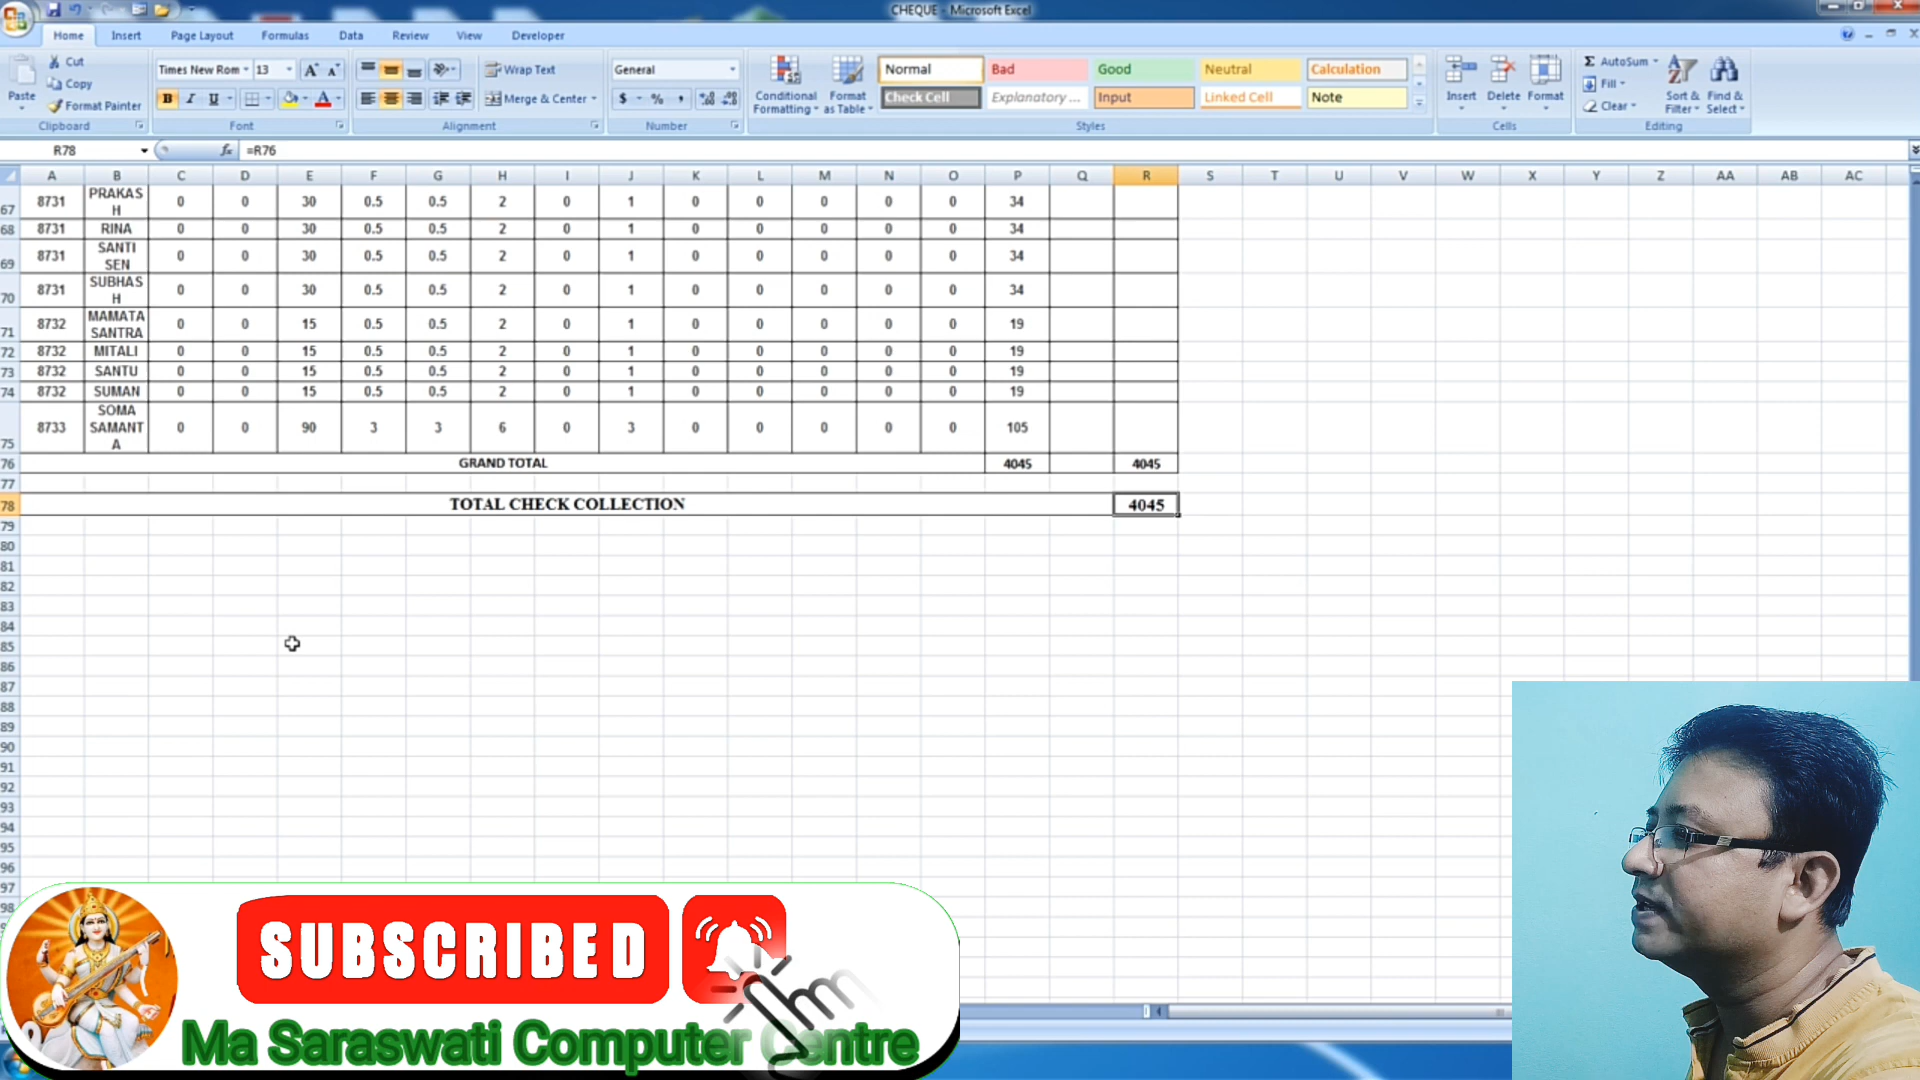 CHEQUE - Microsoft Excel
Home Insert Page Layout Formulas Data Review View Developer
Paste Cut Copy Format Painter Clipboard
Times New Rom 13 A A B I U A Font
Wrap Text Merge & Center Alignment
General $ % , Number
Conditional Formatting Format as Table
Normal Bad Good Neutral Calculation
Check Cell Explanatory ... Input Linked Cell Note
Styles
Insert Delete Format Cells
Σ AutoSum Fill Clear Sort & Filter Find & Select Editing
R78 fx =R76
A B C D E F G H I J K L M N O P Q R S T U V W X Y Z AA AB AC
67 8731 PRAKAS H 0 0 30 0.5 0.5 2 0 1 0 0 0 0 0 34
68 8731 RINA 0 0 30 0.5 0.5 2 0 1 0 0 0 0 0 34
69 8731 SANTI SEN 0 0 30 0.5 0.5 2 0 1 0 0 0 0 0 34
70 8731 SUBHAS H 0 0 30 0.5 0.5 2 0 1 0 0 0 0 0 34
71 8732 MAMATA SANTRA 0 0 15 0.5 0.5 2 0 1 0 0 0 0 0 19
72 8732 MITALI 0 0 15 0.5 0.5 2 0 1 0 0 0 0 0 19
73 8732 SANTU 0 0 15 0.5 0.5 2 0 1 0 0 0 0 0 19
74 8732 SUMAN 0 0 15 0.5 0.5 2 0 1 0 0 0 0 0 19
75 8733 SOMA SAMANT A 0 0 90 3 3 6 0 3 0 0 0 0 0 105
76 GRAND TOTAL 4045 4045
77
78 TOTAL CHECK COLLECTION 4045
79
80
81
82
83
84
85
86
87
88
89
90
91
92
93
94
95
96
97
98
SUBSCRIBED
Ma Saraswati Computer Centre